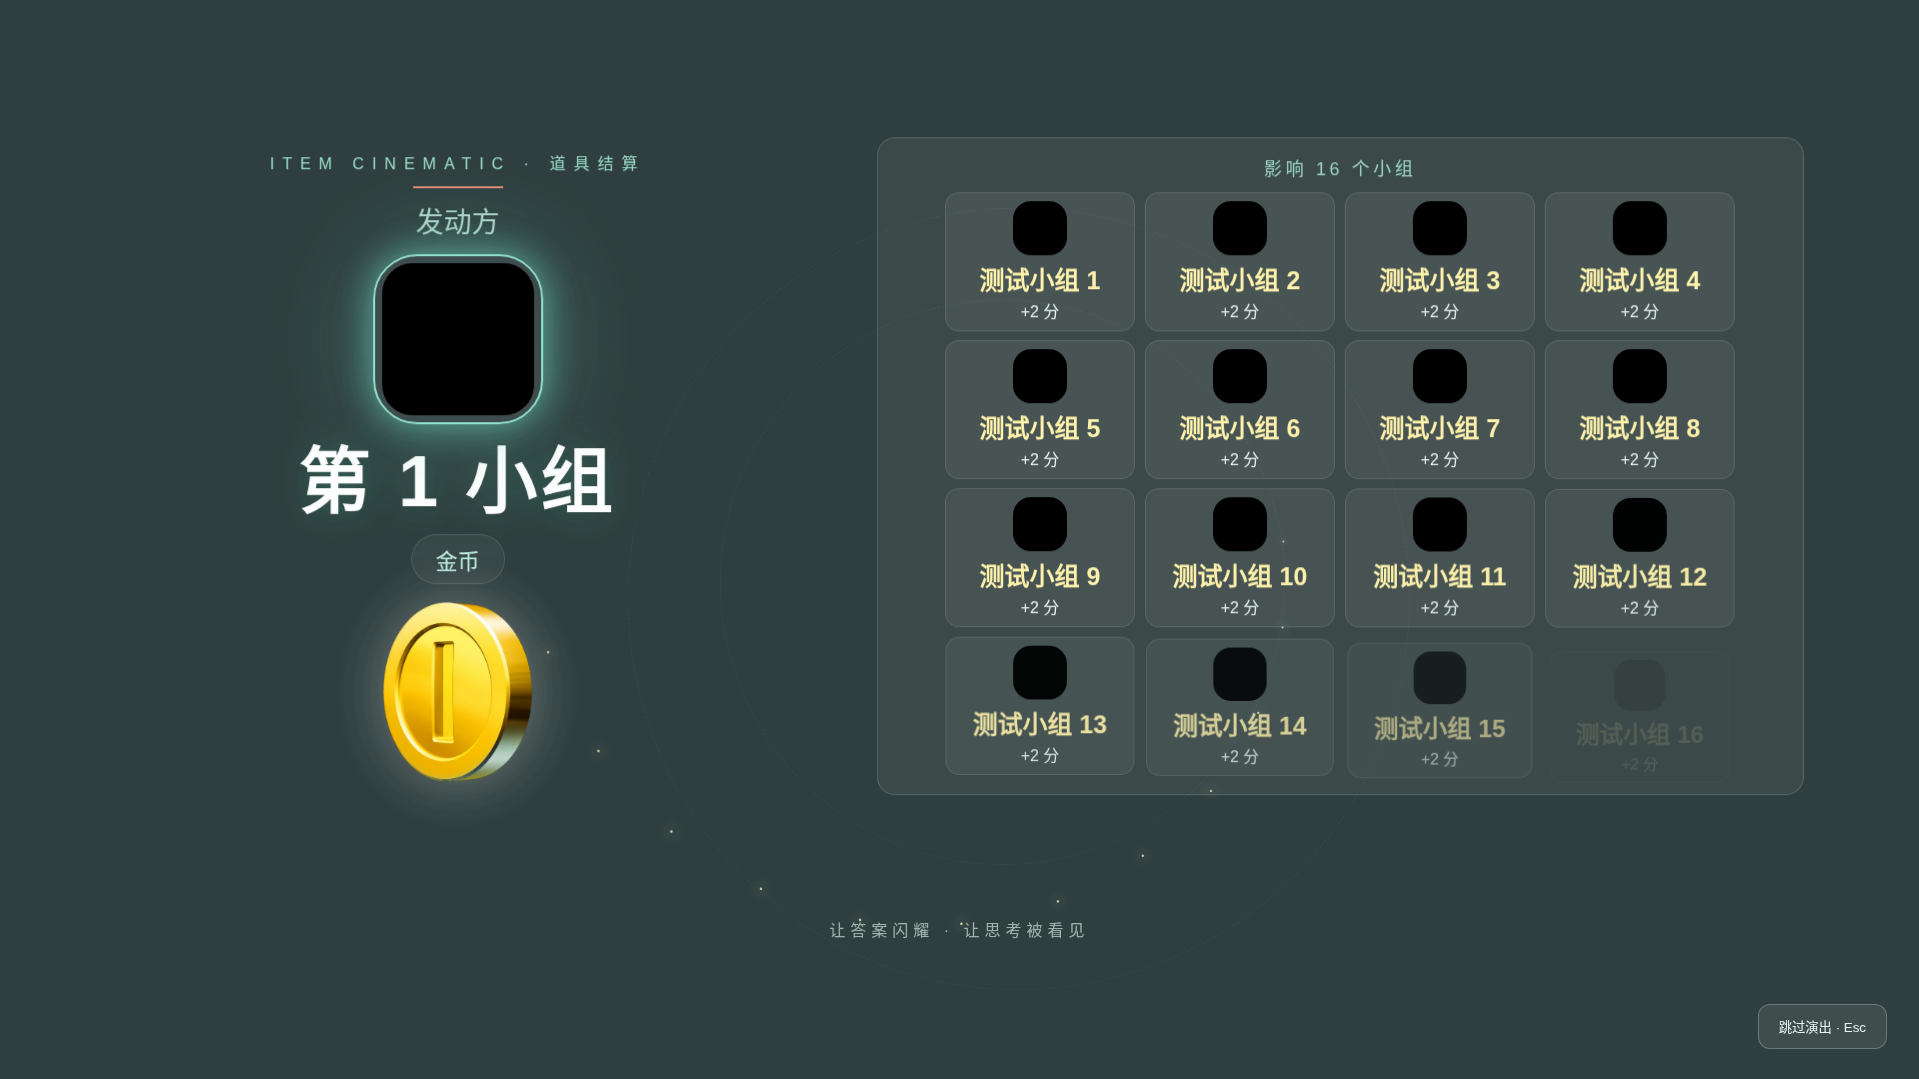 ITEM CINEMATIC · 道具结算
发动方
第 1 小组
金币
影响 16 个小组
测试小组 1
+2 分
测试小组 2
+2 分
测试小组 3
+2 分
测试小组 4
+2 分
测试小组 5
+2 分
测试小组 6
+2 分
测试小组 7
+2 分
测试小组 8
+2 分
测试小组 9
+2 分
测试小组 10
+2 分
测试小组 11
+2 分
测试小组 12
+2 分
测试小组 13
+2 分
测试小组 14
+2 分
测试小组 15
+2 分
测试小组 16
+2 分
让答案闪耀 · 让思考被看见
跳过演出 · Esc